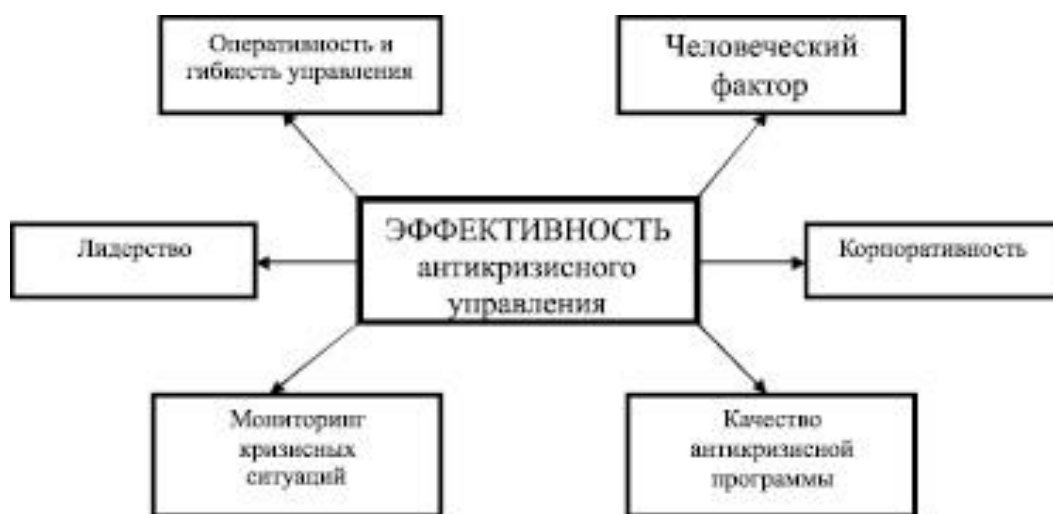 Оперативность и
гибкость управления
Человеческий
фактор
Лидерство
ЭФФЕКТИВНОСТЬ
антикризисного
управления
Корпоративность
Мониторинг
кризисных
ситуаций
Качество
антикризисной
программы